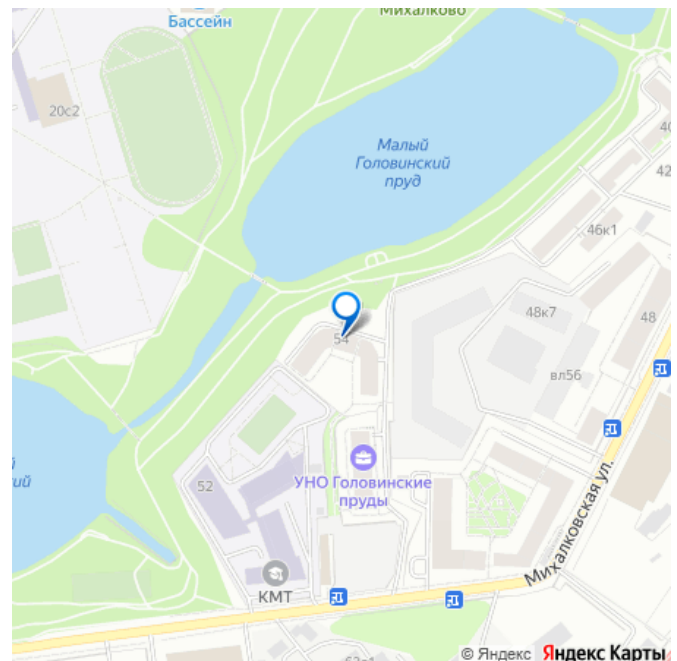 Михалково
Бассейн
20с2
Малый
Головинский
пруд
40
42
46к1
48к7
48
54
вл56
УНО Головинские
пруды
52
КМТ
Михалковская ул.
© Яндекс Яндекс Карты